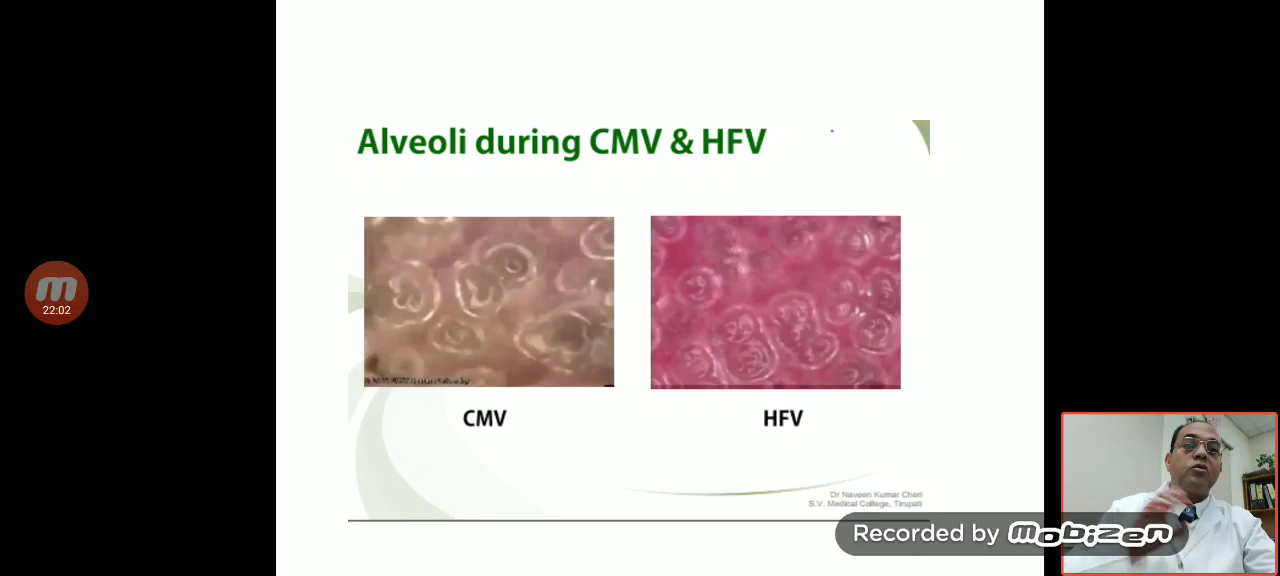 Alveoli during CMV & HFV
CMV
HFV
Dr Naveen Kumar Cheri
S.V. Medical College, Tirupati
22:02
Recorded by mobizen